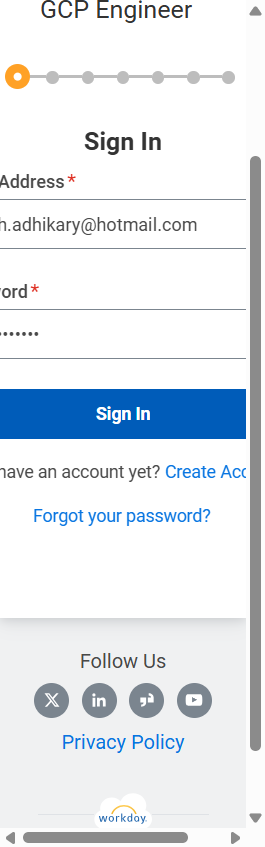 GCP Engineer
Sign In
Address *
h.adhikary@hotmail.com
ord *
Sign In
have an account yet? Create Acc
Forgot your password?
Follow Us
Privacy Policy
workday.